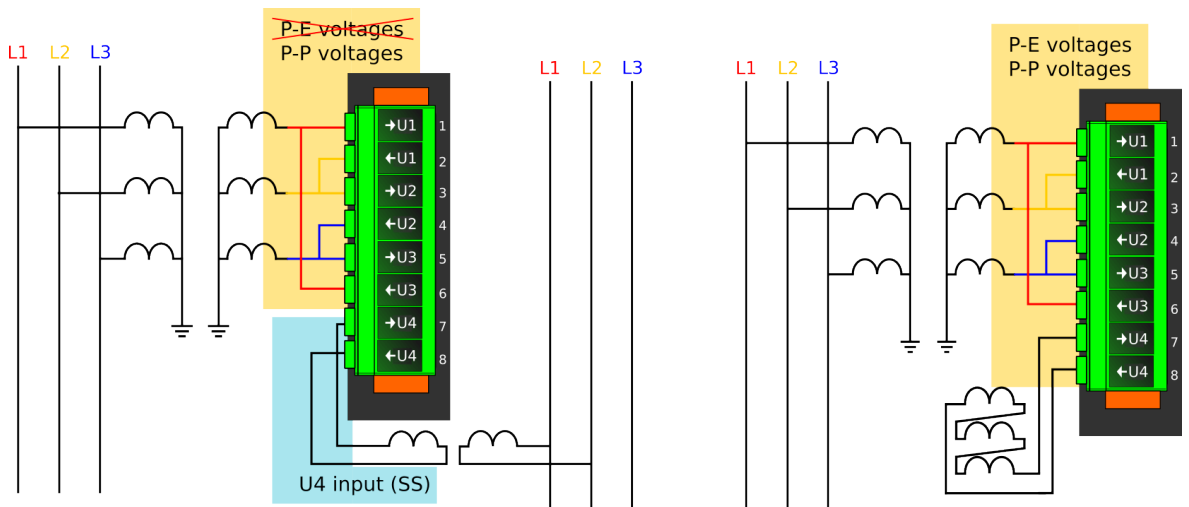 P-E voltages
P-P voltages
L1 L2 L3
→U1 1
←U1 2
→U2 3
←U2 4
→U3 5
←U3 6
→U4 7
←U4 8
U4 input (SS)
L1 L2 L3
L1 L2 L3
P-E voltages
P-P voltages
→U1 1
←U1 2
→U2 3
←U2 4
→U3 5
←U3 6
→U4 7
←U4 8